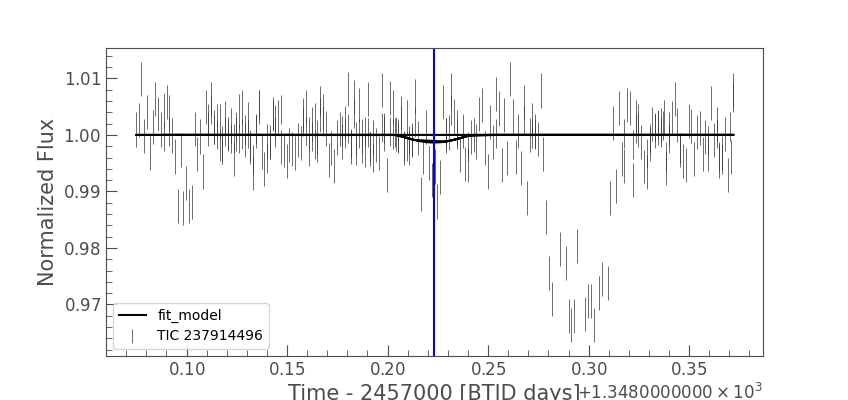 Normalized Flux
1.01
1.00
0.99
0.98
0.97
fit_model
TIC 237914496
0.10 0.15 0.20 0.25 0.30 0.35
Time - 2457000 [BTJD days]
+1.3480000000 × 10³